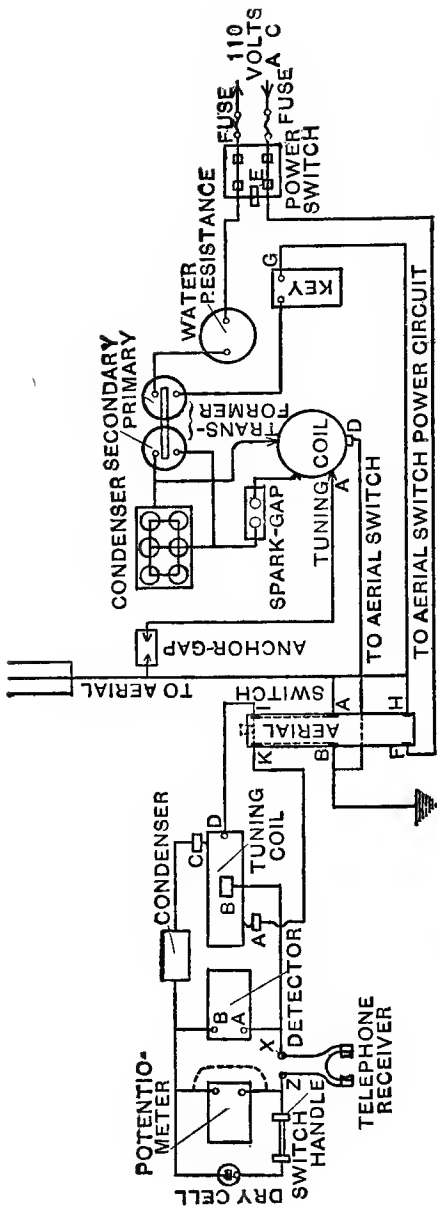 110
VOLTS
A C
FUSE
FUSE
E
POWER
SWITCH
WATER
RESISTANCE
G
KEY
SECONDARY
PRIMARY
TRANS-
FORMER
CONDENSER
SPARK-GAP
TUNING
COIL
A
D
ANCHOR-GAP
TO AERIAL
TO AERIAL SWITCH
TO AERIAL SWITCH POWER CIRCUIT
SWITCH
AERIAL
I
K
A
B
H
F
CONDENSER
C
D
TUNING
COIL
B
A
DETECTOR
B
A
X
Z
POTENTIO-
METER
SWITCH
HANDLE
DRY CELL
TELEPHONE
RECEIVER